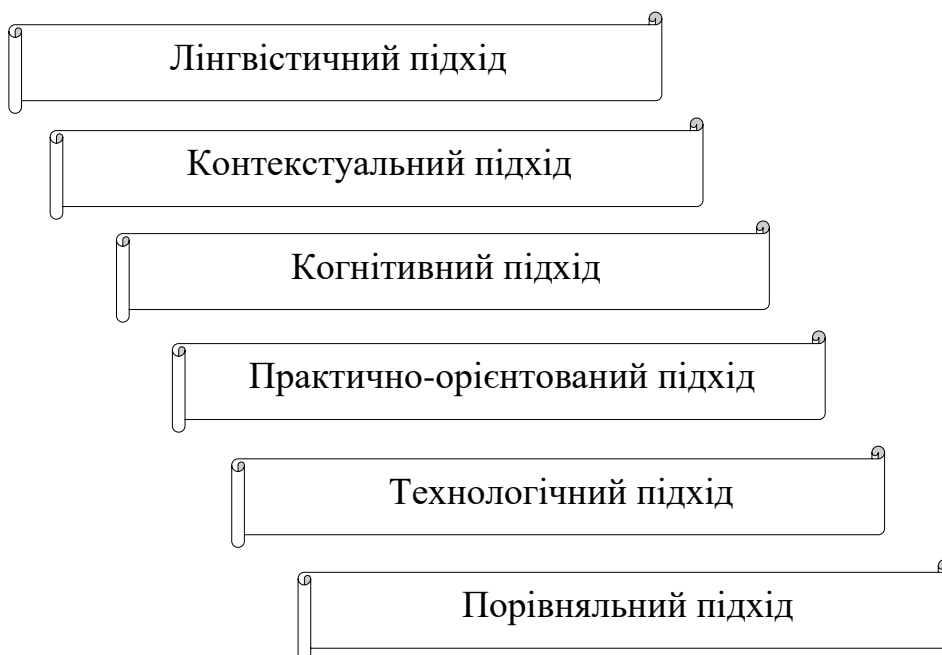 Лінгвістичний підхід
Контекстуальний підхід
Когнітивний підхід
Практично-орієнтований підхід
Технологічний підхід
Порівняльний підхід